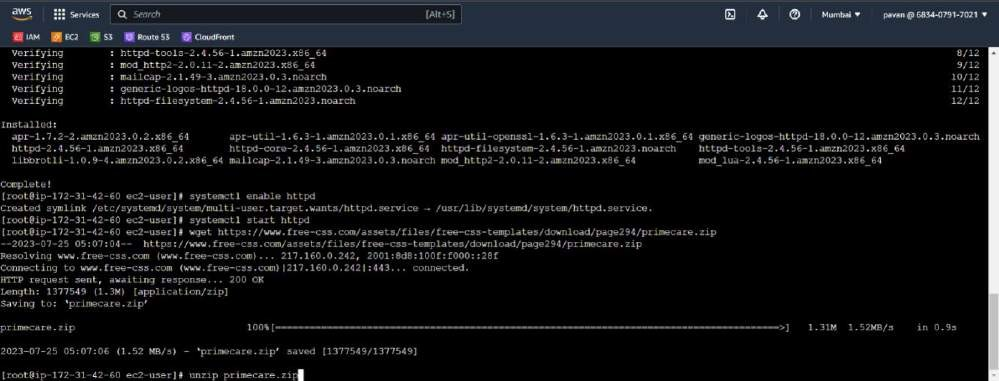 aws Services Search [Alt+S] Mumbai pavan @ 6834-0791-7021
IAM EC2 S3 Route 53 CloudFront
Verifying : httpd-tools-2.4.56-1.amzn2023.x86_64 8/12
Verifying : mod_http2-2.0.11-2.amzn2023.x86_64 9/12
Verifying : mailcap-2.1.49-3.amzn2023.0.3.noarch 10/12
Verifying : generic-logos-httpd-18.0.0-12.amzn2023.0.3.noarch 11/12
Verifying : httpd-filesystem-2.4.56-1.amzn2023.noarch 12/12
Installed:
apr-1.7.2-2.amzn2023.0.2.x86_64 apr-util-1.6.3-1.amzn2023.0.1.x86_64 apr-util-openssl-1.6.3-1.amzn2023.0.1.x86_64 generic-logos-httpd-18.0.0-12.amzn2023.0.3.noarch
httpd-2.4.56-1.amzn2023.x86_64 httpd-core-2.4.56-1.amzn2023.x86_64 httpd-filesystem-2.4.56-1.amzn2023.noarch httpd-tools-2.4.56-1.amzn2023.x86_64
libbrotli-1.0.9-4.amzn2023.0.2.x86_64 mailcap-2.1.49-3.amzn2023.0.3.noarch mod_http2-2.0.11-2.amzn2023.x86_64 mod_lua-2.4.56-1.amzn2023.x86_64
Complete!
[root@ip-172-31-42-60 ec2-user]# systemctl enable httpd
Created symlink /etc/systemd/system/multi-user.target.wants/httpd.service → /usr/lib/systemd/system/httpd.service.
[root@ip-172-31-42-60 ec2-user]# systemctl start httpd
[root@ip-172-31-42-60 ec2-user]# wget https://www.free-css.com/assets/files/free-css-templates/download/page294/primecare.zip
--2023-07-25 05:07:04-- https://www.free-css.com/assets/files/free-css-templates/download/page294/primecare.zip
Resolving www.free-css.com (www.free-css.com)... 217.160.0.242, 2001:8d8:100f:f000::28f
Connecting to www.free-css.com (www.free-css.com)|217.160.0.242|:443... connected.
HTTP request sent, awaiting response... 200 OK
Length: 1377549 (1.3M) [application/zip]
Saving to: ‘primecare.zip’
primecare.zip 100%[=====================================================================================>] 1.31M 1.52MB/s in 0.9s
2023-07-25 05:07:06 (1.52 MB/s) - ‘primecare.zip’ saved [1377549/1377549]
[root@ip-172-31-42-60 ec2-user]# unzip primecare.zip